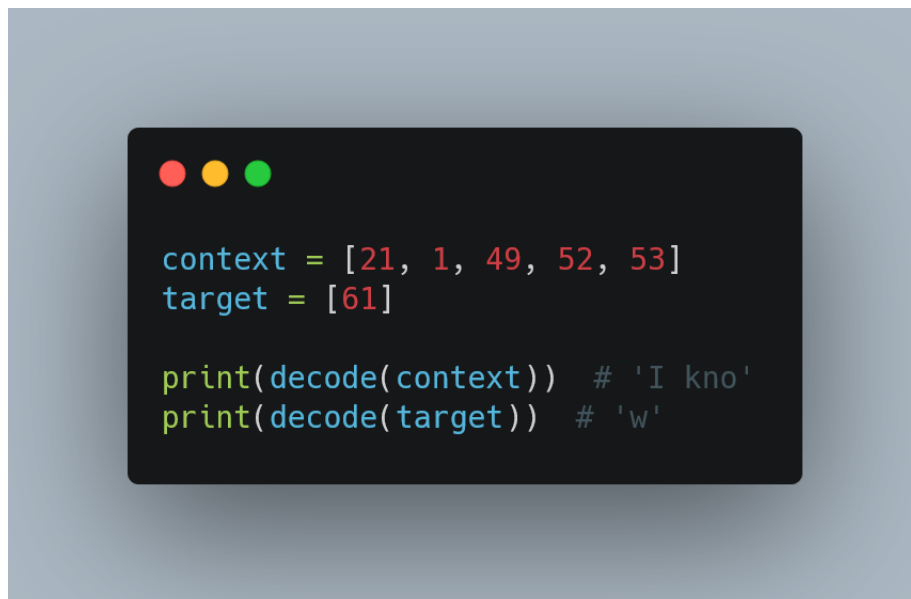 context = [21, 1, 49, 52, 53]
target = [61]
print(decode(context))  # 'I kno'
print(decode(target))  # 'w'